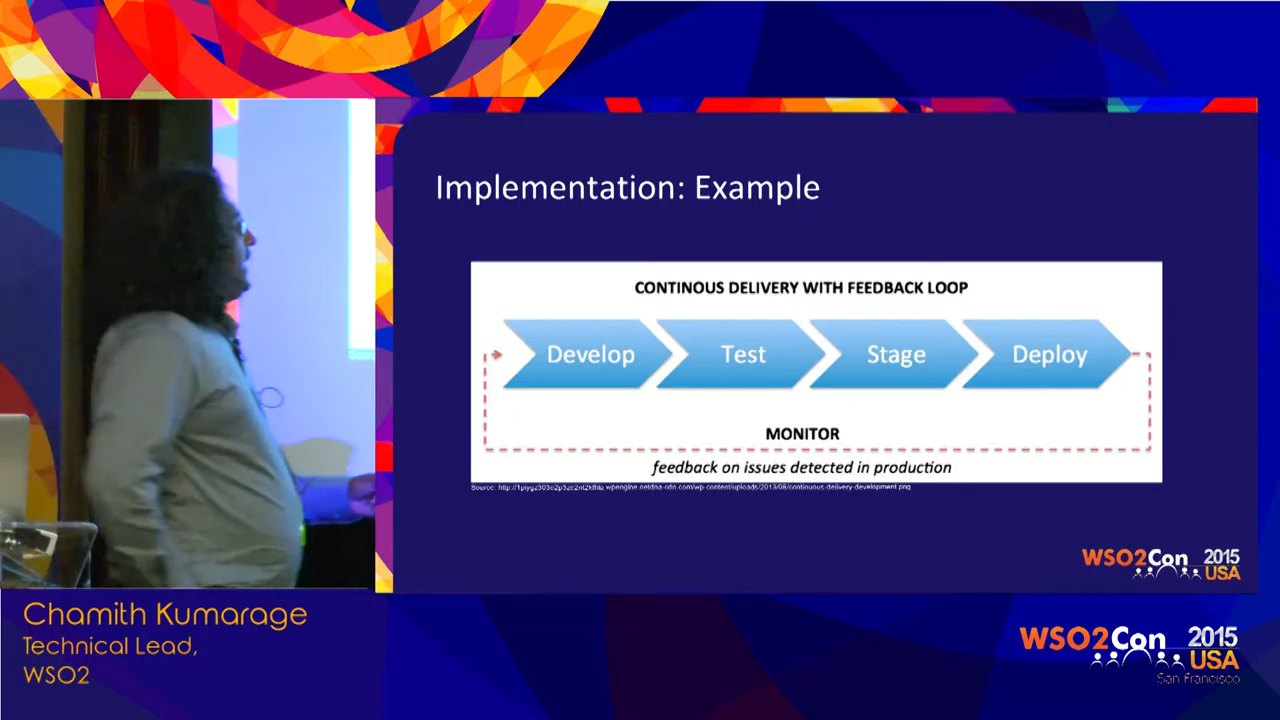 Implementation: Example
CONTINOUS DELIVERY WITH FEEDBACK LOOP
Develop
Test
Stage
Deploy
MONITOR
feedback on issues detected in production
WSO2Con 2015
USA
Chamith Kumarage
Technical Lead,
WSO2
WSO2Con 2015
USA
San Francisco